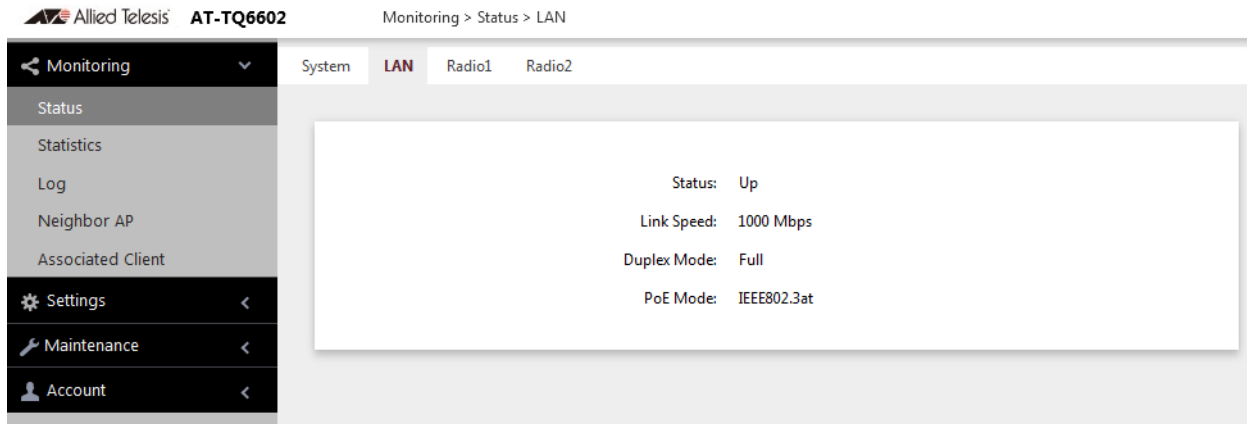 Allied Telesis AT-TQ6602 Monitoring > Status > LAN
Monitoring
System LAN Radio1 Radio2
Status
Statistics
Log
Neighbor AP
Associated Client
Settings
Maintenance
Account
Status: Up
Link Speed: 1000 Mbps
Duplex Mode: Full
PoE Mode: IEEE802.3at